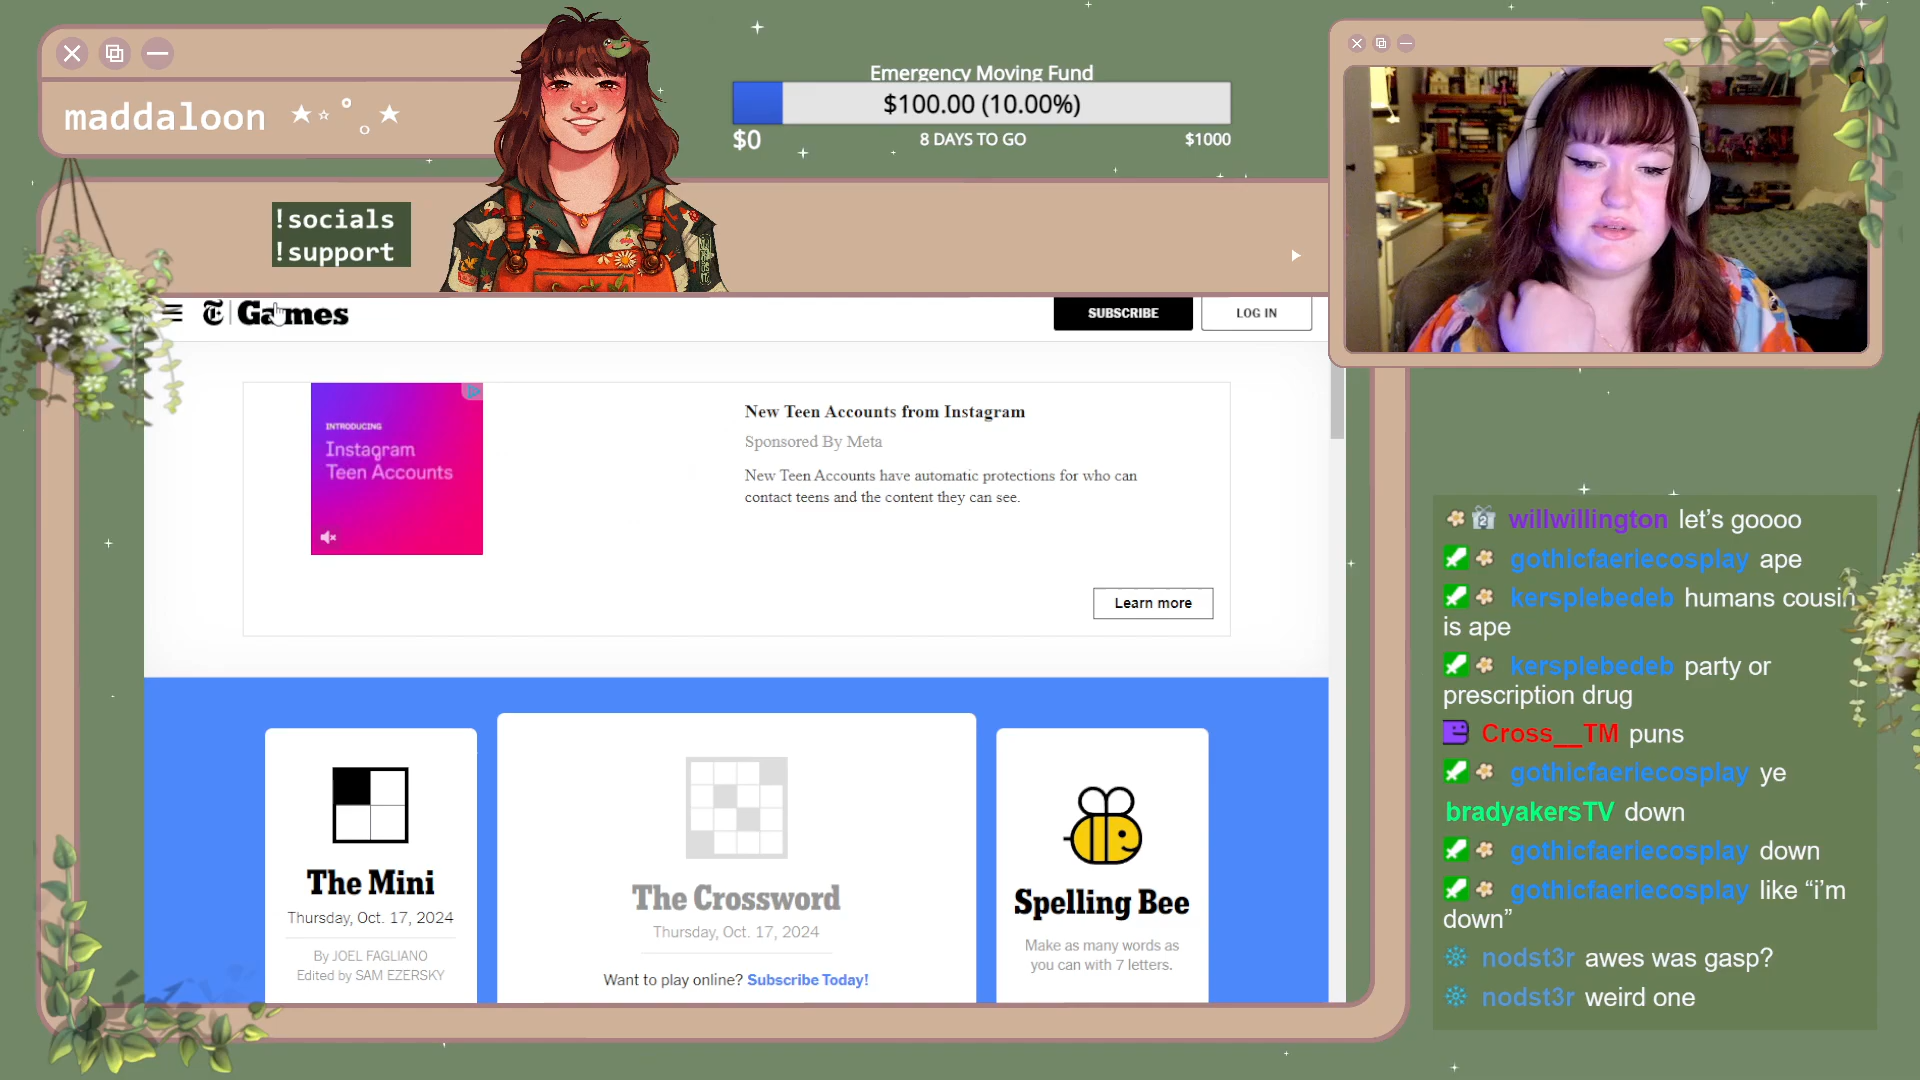 maddaloon
Emergency Moving Fund
$100.00 (10.00%)
$0
8 DAYS TO GO
$1000
!socials
!support
Games
SUBSCRIBE
LOG IN
INTRODUCING
Instagram
Teen Accounts
New Teen Accounts from Instagram
Sponsored By Meta
New Teen Accounts have automatic protections for who can
contact teens and the content they can see.
Learn more
The Mini
Thursday, Oct. 17, 2024
By JOEL FAGLIANO
Edited by SAM EZERSKY
The Crossword
Thursday, Oct. 17, 2024
Want to play online? Subscribe Today!
Spelling Bee
Make as many words as
you can with 7 letters.
2 willwillington let's goooo
gothicfaeriecosplay ape
kersplebedeb humans cousin
is ape
kersplebedeb party or
prescription drug
Cross__TM puns
gothicfaeriecosplay ye
bradyakersTV down
gothicfaeriecosplay down
gothicfaeriecosplay like “i’m
down”
nodst3r awes was gasp?
nodst3r weird one